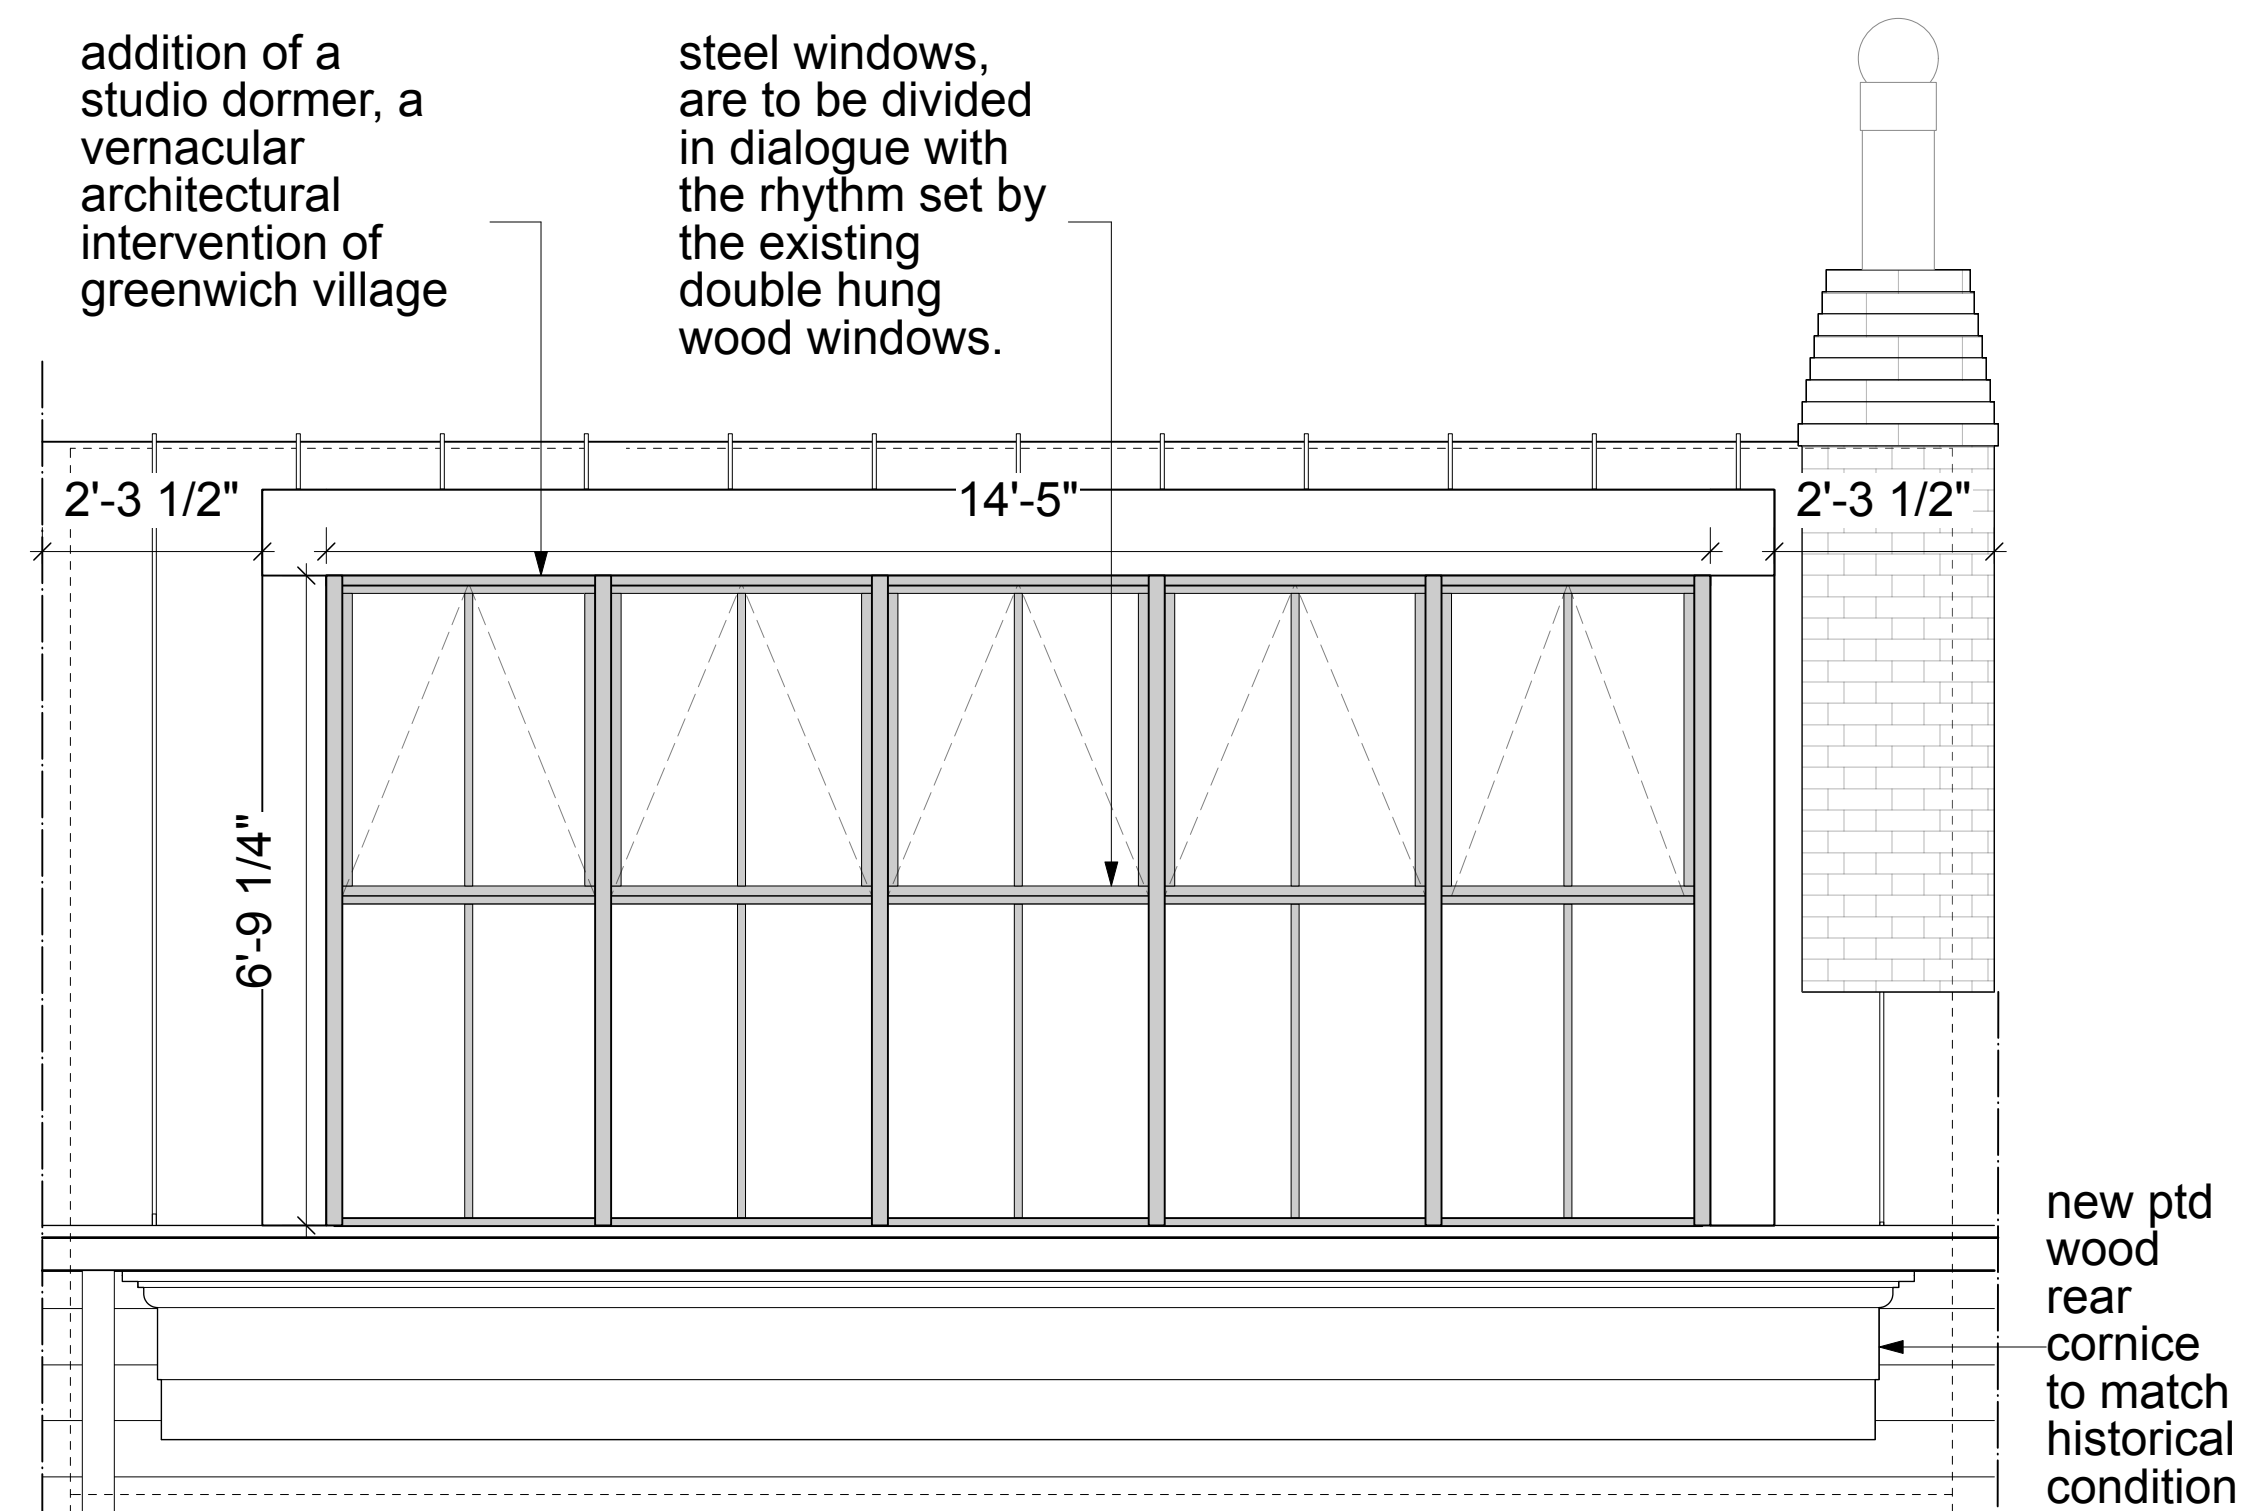 addition of a
studio dormer, a
vernacular
architectural
intervention of
greenwich village
steel windows,
are to be divided
in dialogue with
the rhythm set by
the existing
double hung
wood windows.
2'-3 1/2"
14'-5"
2'-3 1/2"
6'-9 1/4"
new ptd
wood
rear
cornice
to match
historical
condition